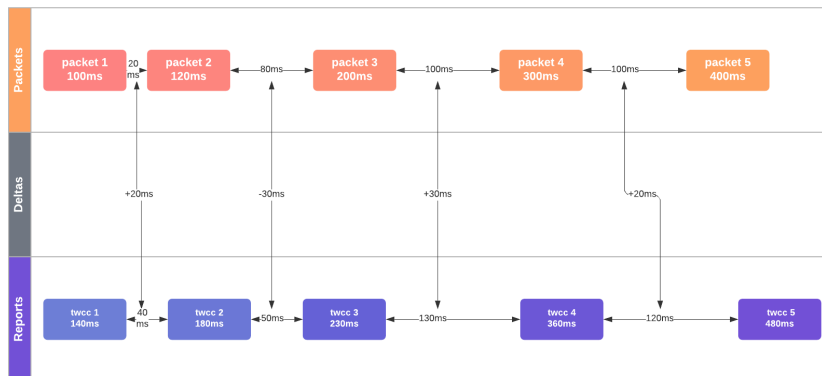 Packets
packet 1
100ms
20
ms
packet 2
120ms
80ms
packet 3
200ms
100ms
packet 4
300ms
100ms
packet 5
400ms
Deltas
+20ms
-30ms
+30ms
+20ms
Reports
twcc 1
140ms
40
ms
twcc 2
180ms
50ms
twcc 3
230ms
130ms
twcc 4
360ms
120ms
twcc 5
480ms